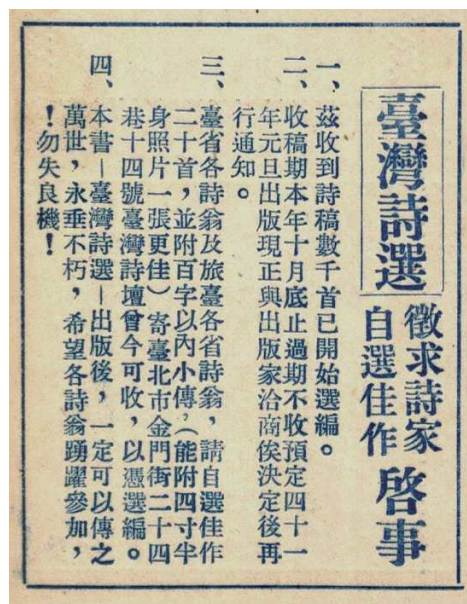 臺灣詩選
徵求詩家
自選佳作
啓事
一、茲收到詩稿數千首已開始選編。
二、收稿期本年十月底止過期不收預定四十一
年元旦出版現正與出版家洽商俟決定後再
行通知。
三、臺省各詩翁及旅臺各省詩翁，請自選佳作
二十首，並附百字以內小傳，（能附四寸半
身照片一張更佳）寄臺北市金門街二十四
巷十四號臺灣詩壇曾今可收，以憑選編。
四、本書－臺灣詩選－出版後，一定可以傳之
萬世，永垂不朽，希望各詩翁踴躍參加，
！勿失良機！